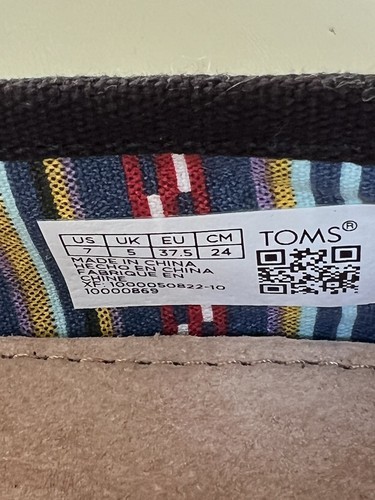 US UK EU CM
7 5 37.5 24
TOMS®
MADE IN CHINA
HECHO EN CHINA
FABRIQUE EN
CHINE
XF: 1000050822-10
10000869